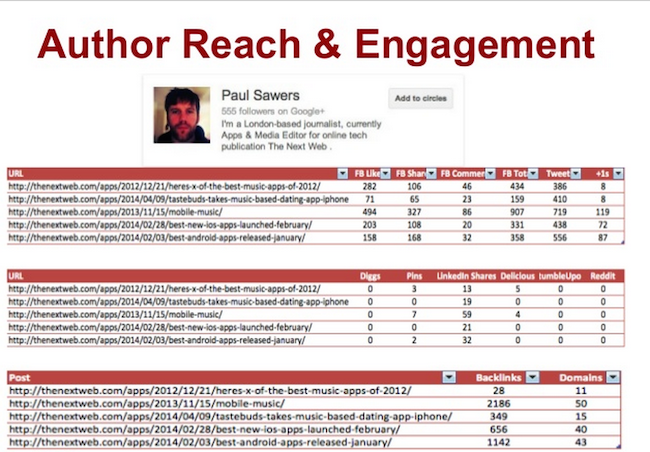 Author Reach & Engagement
Paul Sawers
555 followers on Google+
Add to circles
I'm a London-based journalist, currently
Apps & Media Editor for online tech
publication The Next Web .
URL FB Like FB Shar FB Commer FB Tot Tweet +1s
http://thenextweb.com/apps/2012/12/21/heres-x-of-the-best-music-apps-of-2012/ 282 106 46 434 386 8
http://thenextweb.com/apps/2014/04/09/tastebuds-takes-music-based-dating-app-iphone 71 65 23 159 410 8
http://thenextweb.com/apps/2013/11/15/mobile-music/ 494 327 86 907 719 119
http://thenextweb.com/apps/2014/02/28/best-new-ios-apps-launched-february/ 203 108 20 331 438 72
http://thenextweb.com/apps/2014/02/03/best-android-apps-released-january/ 158 168 32 358 556 87
URL Diggs Pins LinkedIn Shares Delicious tumbleUpo Reddit
http://thenextweb.com/apps/2012/12/21/heres-x-of-the-best-music-apps-of-2012/ 0 3 13 5 0 0
http://thenextweb.com/apps/2014/04/09/tastebuds-takes-music-based-dating-app-iphone 0 0 19 0 0 0
http://thenextweb.com/apps/2013/11/15/mobile-music/ 0 7 59 4 0 0
http://thenextweb.com/apps/2014/02/28/best-new-ios-apps-launched-february/ 0 0 21 0 0 0
http://thenextweb.com/apps/2014/02/03/best-android-apps-released-january/ 0 2 32 0 0 0
Post Backlinks Domains
http://thenextweb.com/apps/2012/12/21/heres-x-of-the-best-music-apps-of-2012/ 28 11
http://thenextweb.com/apps/2013/11/15/mobile-music/ 2186 50
http://thenextweb.com/apps/2014/04/09/tastebuds-takes-music-based-dating-app-iphone/ 349 15
http://thenextweb.com/apps/2014/02/28/best-new-ios-apps-launched-february/ 656 40
http://thenextweb.com/apps/2014/02/03/best-android-apps-released-january/ 1142 43